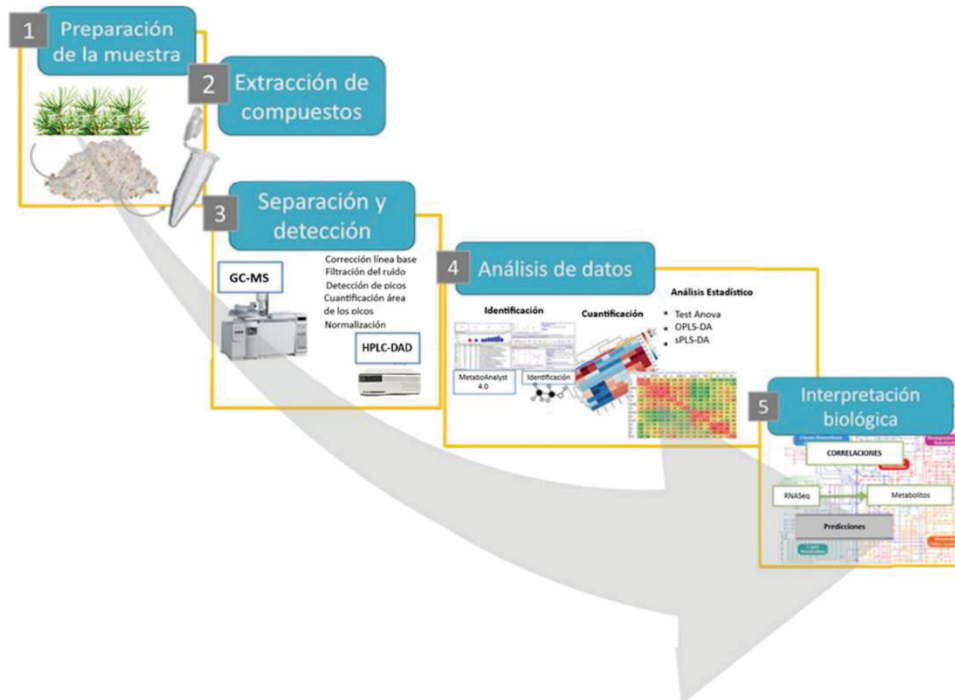 1
Preparación
de la muestra
2
Extracción de
compuestos
3
Separación y
detección
GC-MS
Corrección línea base
Filtración del ruido
Detección de picos
Cuantificación área
de los picos
Normalización
HPLC-DAD
4
Análisis de datos
Identificación
Cuantificación
Análisis Estadístico
Test Anova
OPLS-DA
sPLS-DA
MetaboAnalyst
4.0
Identificación
5
Interpretación
biológica
CORRELACIONES
RNASeq
Metabolitos
Predicciones